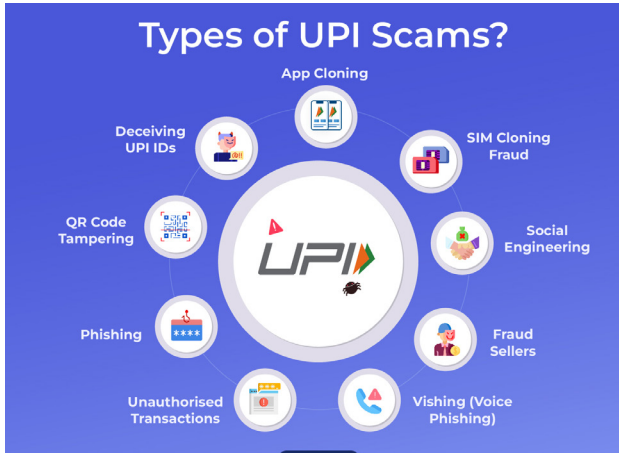 Types of UPI Scams?
App Cloning
SIM Cloning
Fraud
Social
Engineering
Fraud
Sellers
Vishing (Voice
Phishing)
Unauthorised
Transactions
Phishing
****
QR Code
Tampering
Deceiving
UPI IDs
UPI